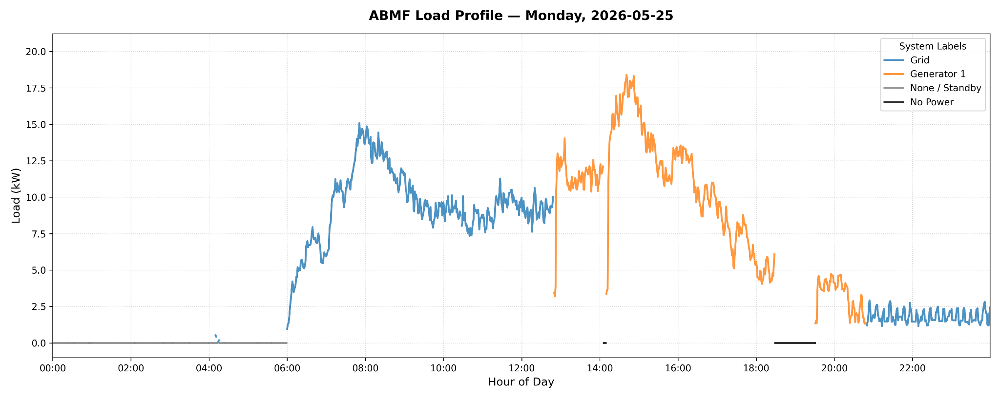 ABMF Load Profile — Monday, 2026-05-25
System Labels
Grid
Generator 1
None / Standby
No Power
Load (kW)
20.0
17.5
15.0
12.5
10.0
7.5
5.0
2.5
0.0
00:00 02:00 04:00 06:00 08:00 10:00 12:00 14:00 16:00 18:00 20:00 22:00
Hour of Day